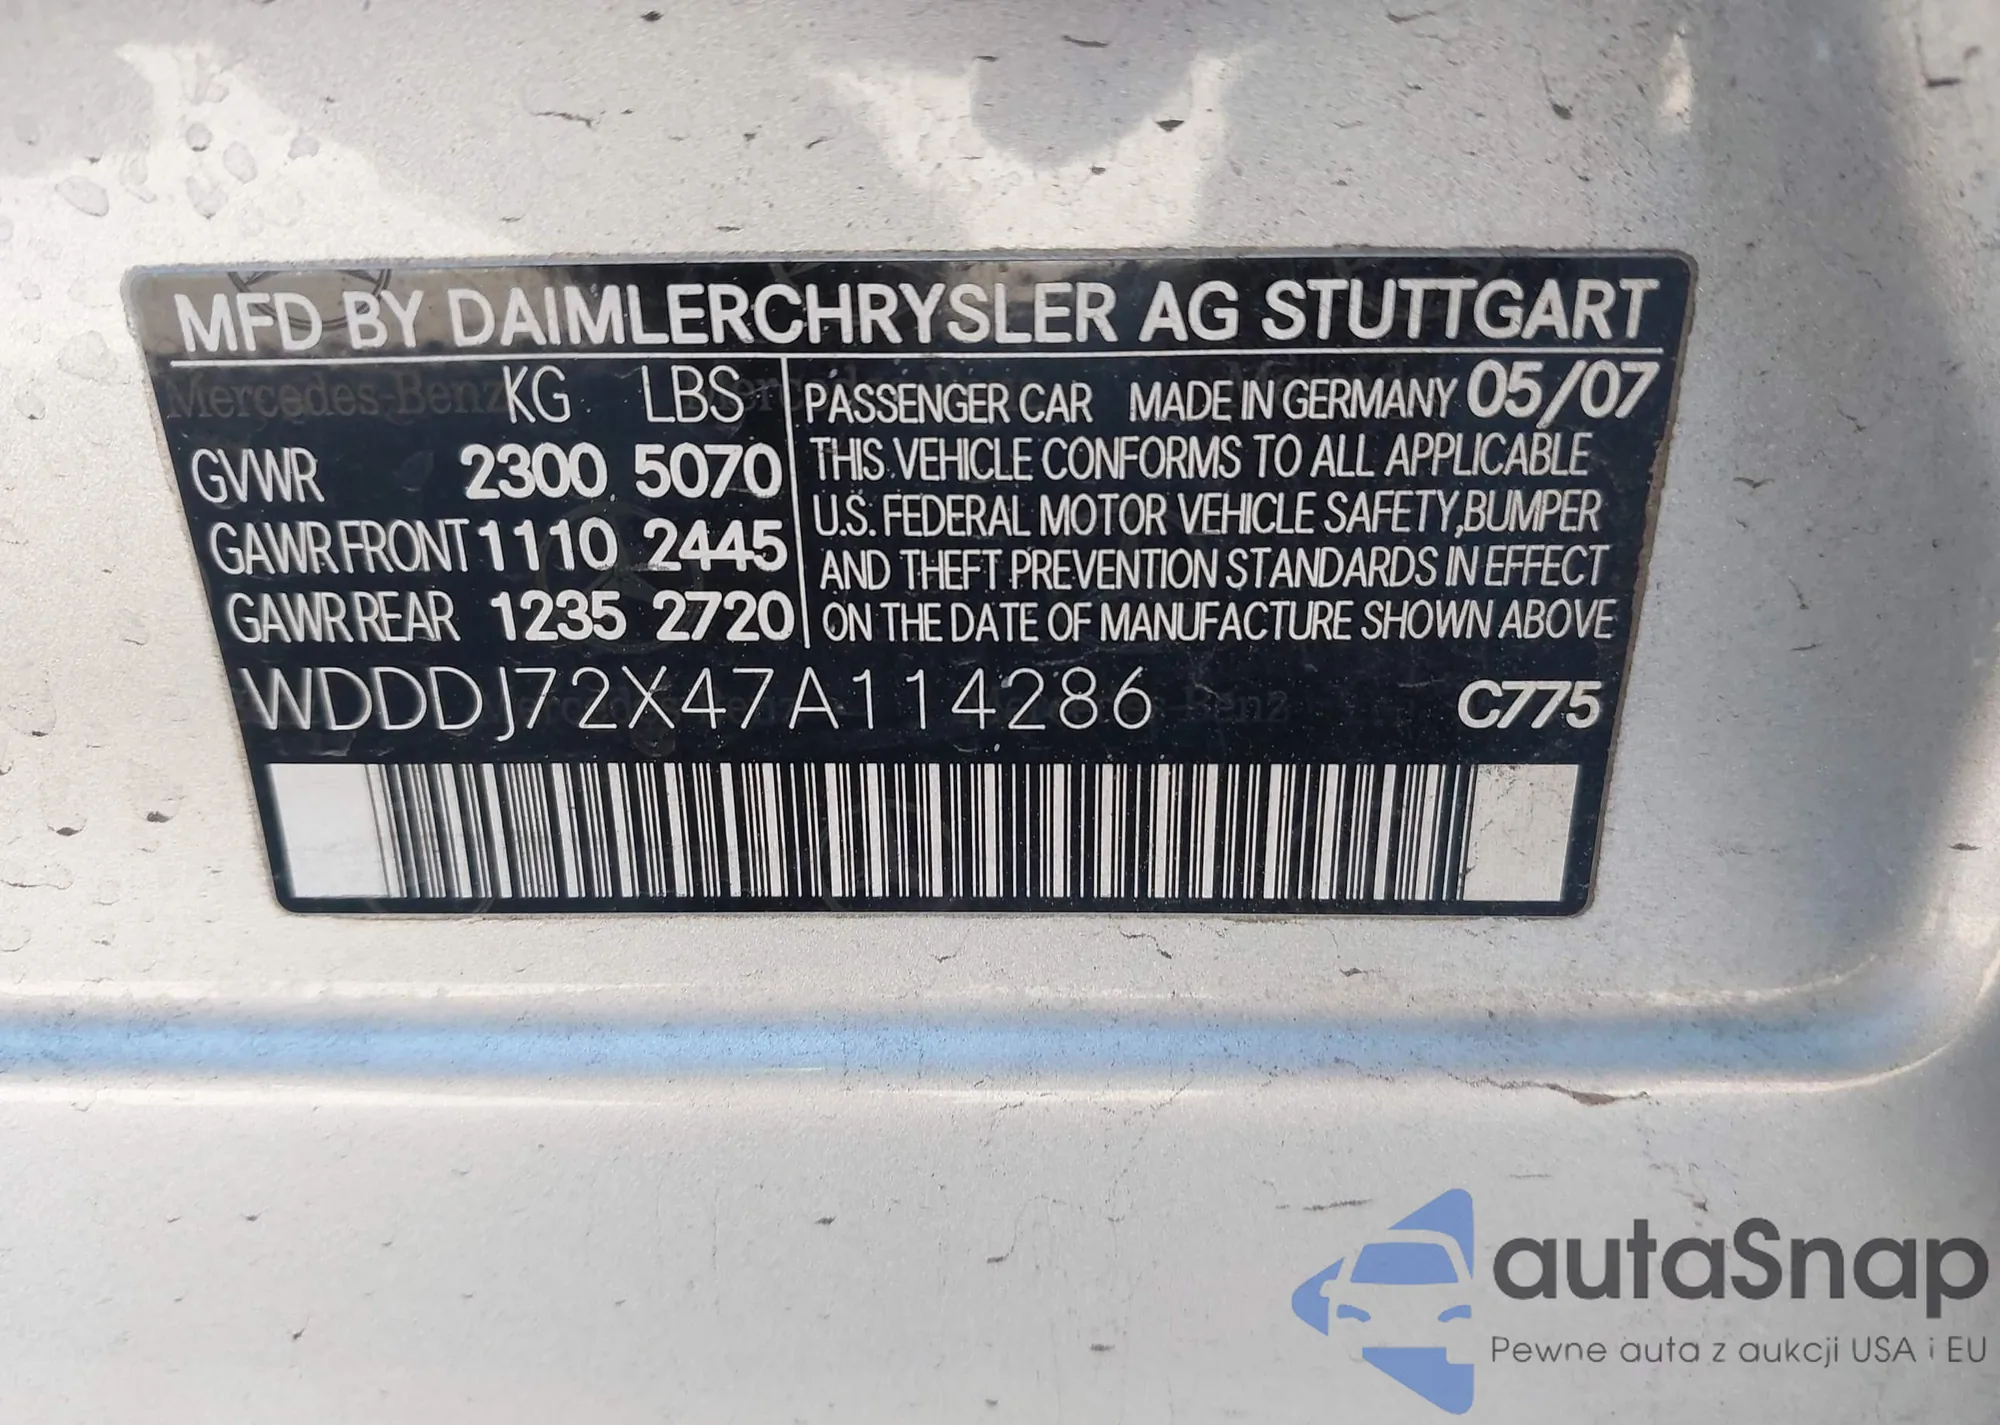 MFD BY DAIMLERCHRYSLER AG STUTTGART
Mercedes-Benz
KG LBS
GVWR 2300 5070
GAWR FRONT 1110 2445
GAWR REAR 1235 2720
PASSENGER CAR MADE IN GERMANY 05/07
THIS VEHICLE CONFORMS TO ALL APPLICABLE
U.S. FEDERAL MOTOR VEHICLE SAFETY, BUMPER
AND THEFT PREVENTION STANDARDS IN EFFECT
ON THE DATE OF MANUFACTURE SHOWN ABOVE
WDDDJ72X47A114286 C775
autaSnap
Pewne auta z aukcji USA i EU